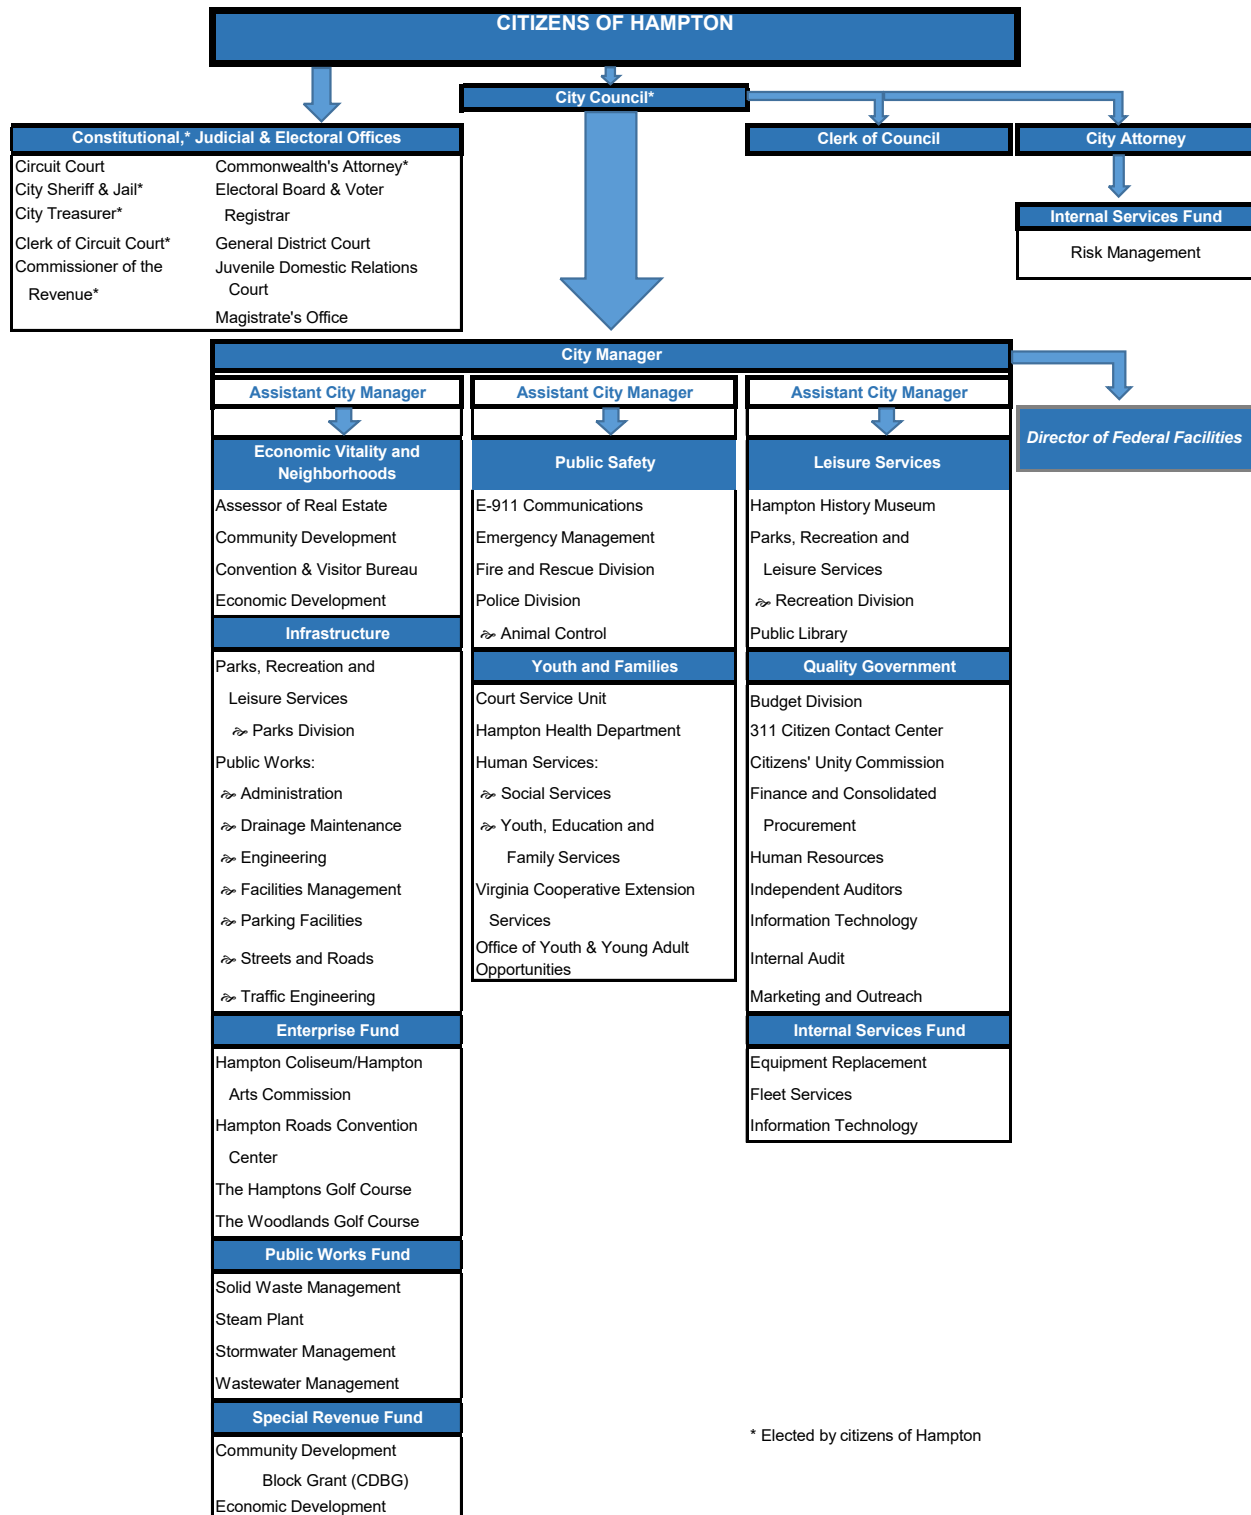 CITIZENS OF HAMPTON
City Council*
Constitutional,* Judicial & Electoral Offices
Clerk of Council
City Attorney
Circuit Court
City Sheriff & Jail*
City Treasurer*
Clerk of Circuit Court*
Commissioner of the
Revenue*
Commonwealth's Attorney*
Electoral Board & Voter
Registrar
General District Court
Juvenile Domestic Relations
Court
Magistrate's Office
Internal Services Fund
Risk Management
City Manager
Assistant City Manager
Assistant City Manager
Assistant City Manager
Director of Federal Facilities
Economic Vitality and
Neighborhoods
Assessor of Real Estate
Community Development
Convention & Visitor Bureau
Economic Development
Infrastructure
Parks, Recreation and
Leisure Services
Parks Division
Public Works:
Administration
Drainage Maintenance
Engineering
Facilities Management
Parking Facilities
Streets and Roads
Traffic Engineering
Enterprise Fund
Hampton Coliseum/Hampton
Arts Commission
Hampton Roads Convention
Center
The Hamptons Golf Course
The Woodlands Golf Course
Public Works Fund
Solid Waste Management
Steam Plant
Stormwater Management
Wastewater Management
Special Revenue Fund
Community Development
Block Grant (CDBG)
Economic Development
Public Safety
E-911 Communications
Emergency Management
Fire and Rescue Division
Police Division
Animal Control
Youth and Families
Court Service Unit
Hampton Health Department
Human Services:
Social Services
Youth, Education and
Family Services
Virginia Cooperative Extension
Services
Office of Youth & Young Adult
Opportunities
Leisure Services
Hampton History Museum
Parks, Recreation and
Leisure Services
Recreation Division
Public Library
Quality Government
Budget Division
311 Citizen Contact Center
Citizens' Unity Commission
Finance and Consolidated
Procurement
Human Resources
Independent Auditors
Information Technology
Internal Audit
Marketing and Outreach
Internal Services Fund
Equipment Replacement
Fleet Services
Information Technology
* Elected by citizens of Hampton